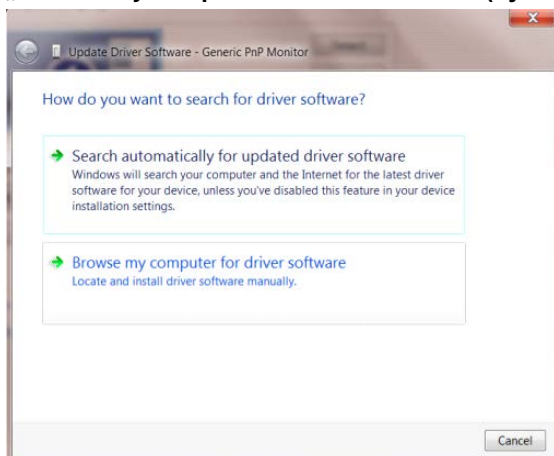 Update Driver Software - Generic PnP Monitor
How do you want to search for driver software?
Search automatically for updated driver software
Windows will search your computer and the Internet for the latest driver
software for your device, unless you've disabled this feature in your device
installation settings.
Browse my computer for driver software
Locate and install driver software manually.
Cancel